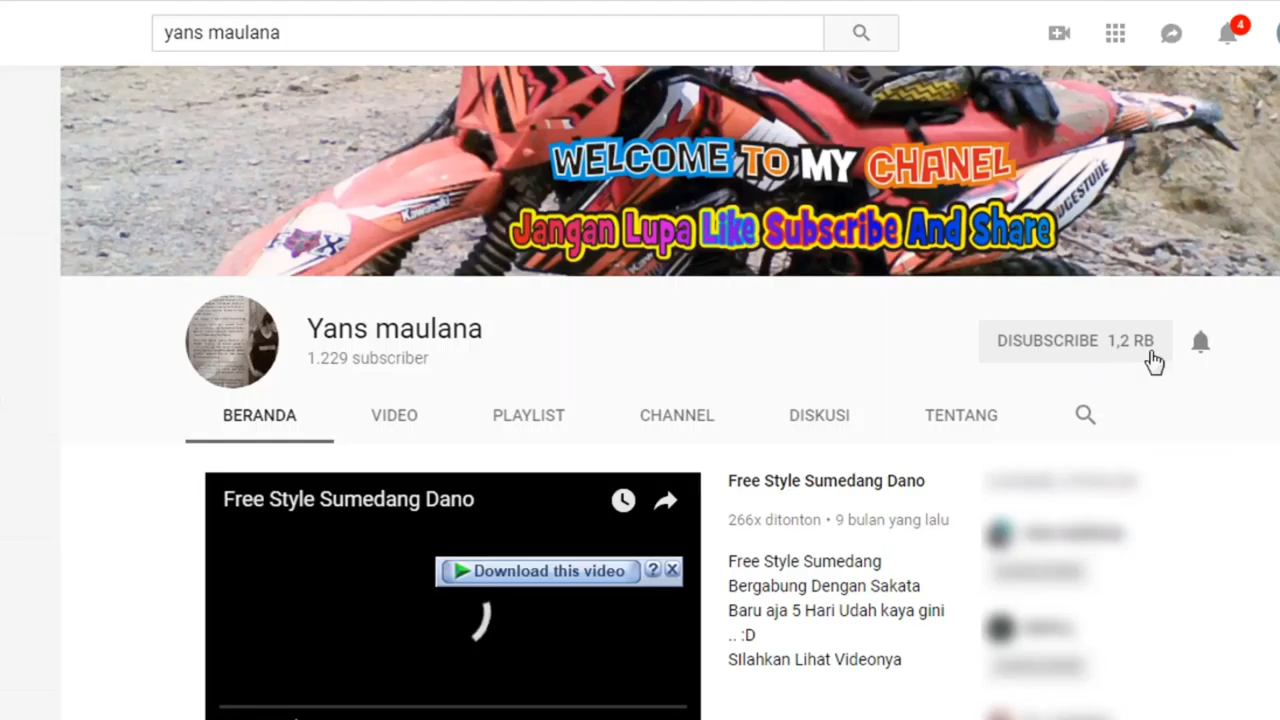 yans maulana
4
WELCOME TO MY CHANEL
Jangan Lupa Like Subscribe And Share
Kawasaki
Yans maulana
1.229 subscriber
DISUBSCRIBE 1,2 RB
BERANDA VIDEO PLAYLIST CHANNEL DISKUSI TENTANG
Free Style Sumedang Dano
Download this video ? X
Free Style Sumedang Dano
266x ditonton • 9 bulan yang lalu
Free Style Sumedang
Bergabung Dengan Sakata
Baru aja 5 Hari Udah kaya gini
.. :D
SIlahkan Lihat Videonya